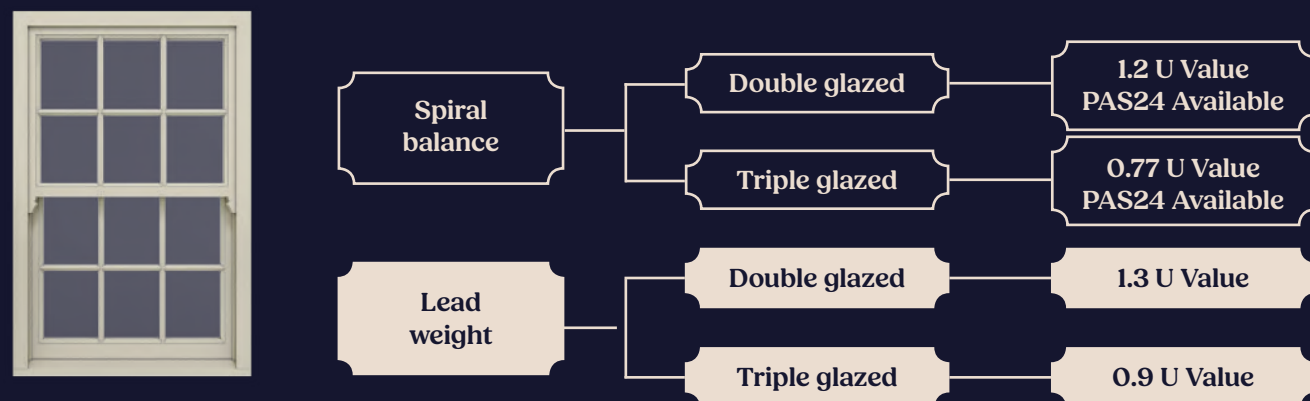 Spiral
balance
Double glazed
1.2 U Value
PAS24 Available
Triple glazed
0.77 U Value
PAS24 Available
Lead
weight
Double glazed
1.3 U Value
Triple glazed
0.9 U Value